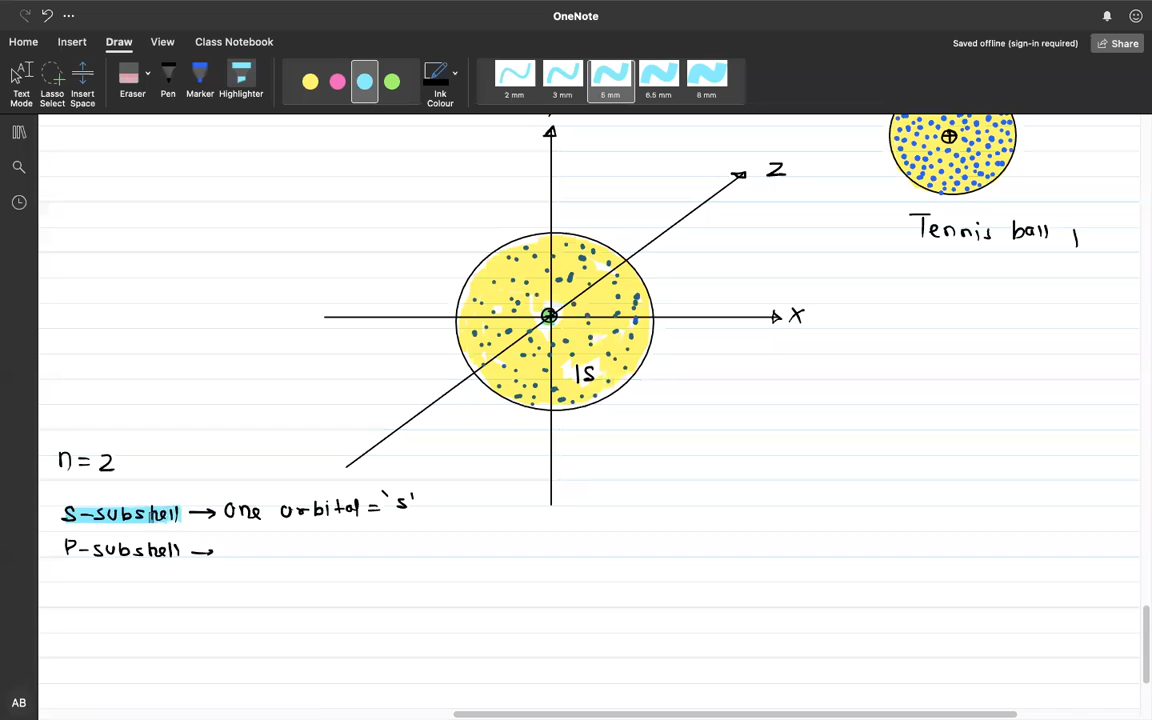 OneNote
Home Insert Draw View Class Notebook
Saved offline (sign-in required) Share
Text Mode
Lasso Select
Insert Space
Eraser
Pen
Marker
Highlighter
Ink Colour
2 mm
3 mm
5 mm
6.5 mm
8 mm
Z
Tennis ball
X
1S
n = 2
S-subshell → One orbital = 's'
P-subshell →
AB